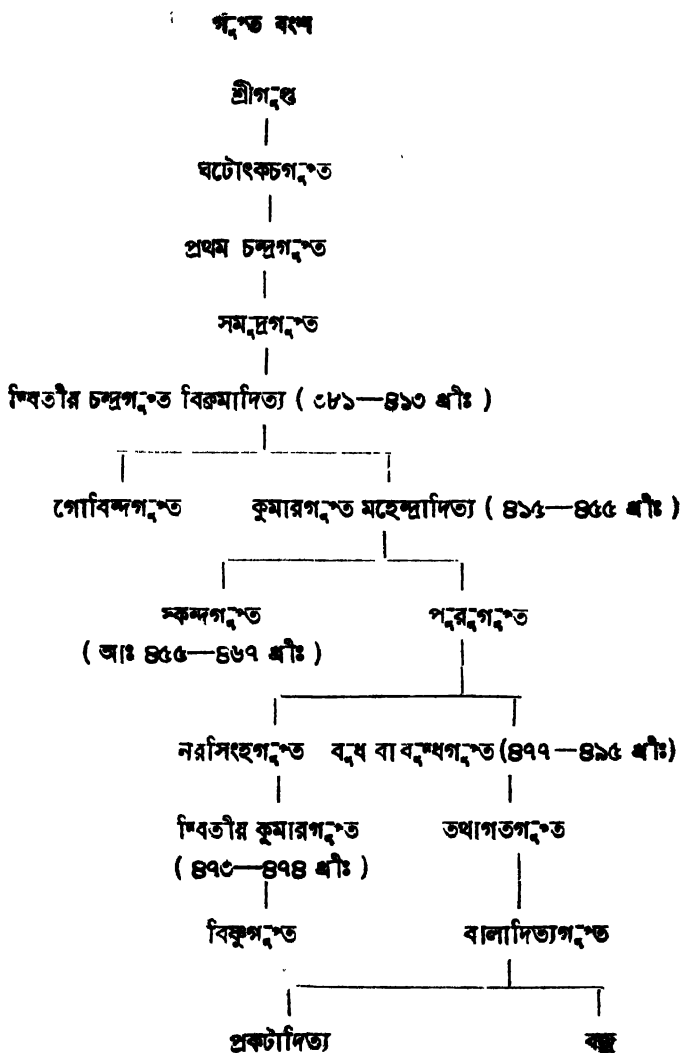 গুপ্ত বংশ
শ্রীগুপ্ত
ঘটোৎকচগুপ্ত
প্রথম চন্দ্রগুপ্ত
সমুদ্রগুপ্ত
দ্বিতীয় চন্দ্রগুপ্ত বিক্রমাদিত্য ( ৩৮১—৪১৩ খ্রীঃ )
গোবিন্দগুপ্ত কুমারগুপ্ত মহেন্দ্রাদিত্য ( ৪১৫—৪৫৫ খ্রীঃ )
স্কন্দগুপ্ত পুরুগুপ্ত
( আঃ ৪৫৫—৪৬৭ খ্রীঃ )
নরসিংহগুপ্ত বুধ বা বুদ্ধগুপ্ত (৪৭৭—৪৯৫ খ্রীঃ)
দ্বিতীয় কুমারগুপ্ত তথাগতগুপ্ত
( ৪৭৩—৪৭৪ খ্রীঃ )
বিষ্ণুগুপ্ত বালাদিত্যগুপ্ত
প্রকটাদিত্য বজ্র